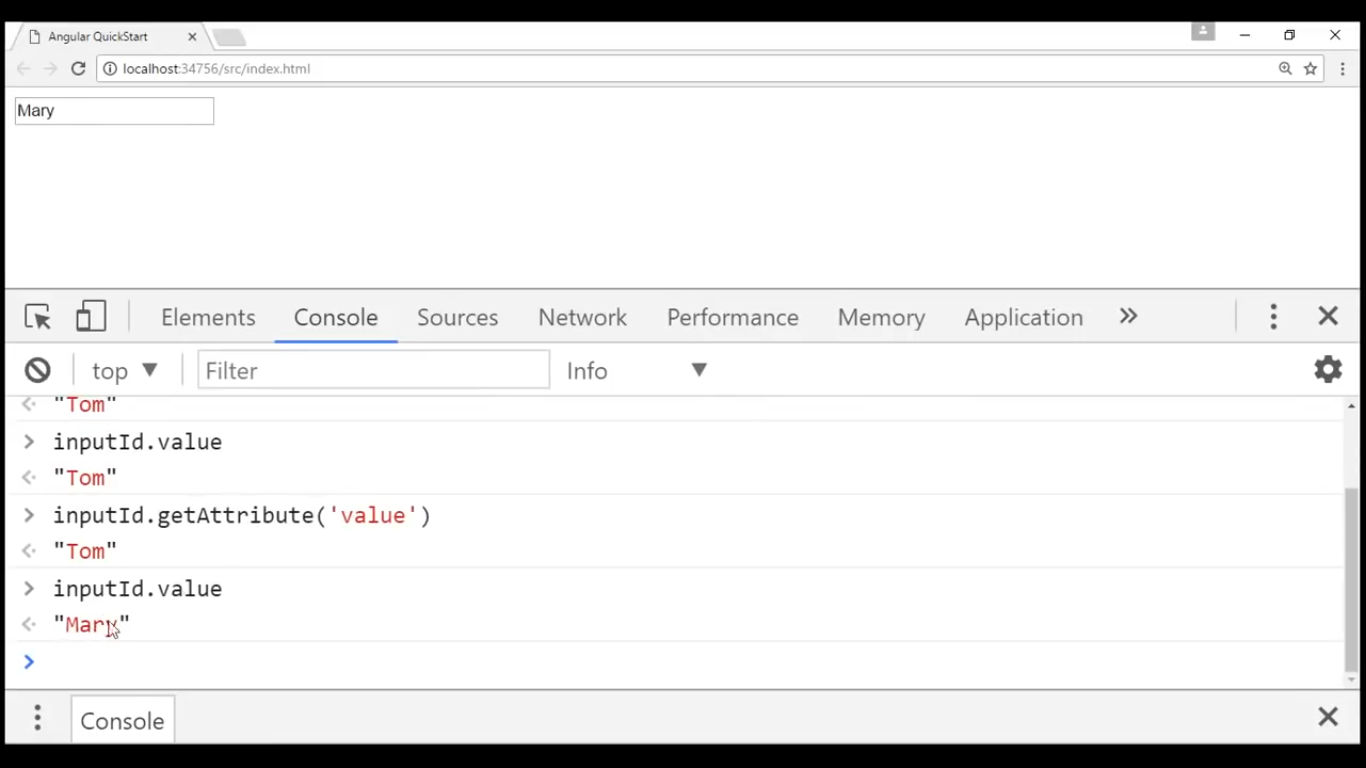 Angular QuickStart
localhost:34756/src/index.html
Mary
Elements Console Sources Network Performance Memory Application »
top Filter Info
"Tom"
> inputId.value
"Tom"
> inputId.getAttribute('value')
"Tom"
> inputId.value
"Mary"
>
Console